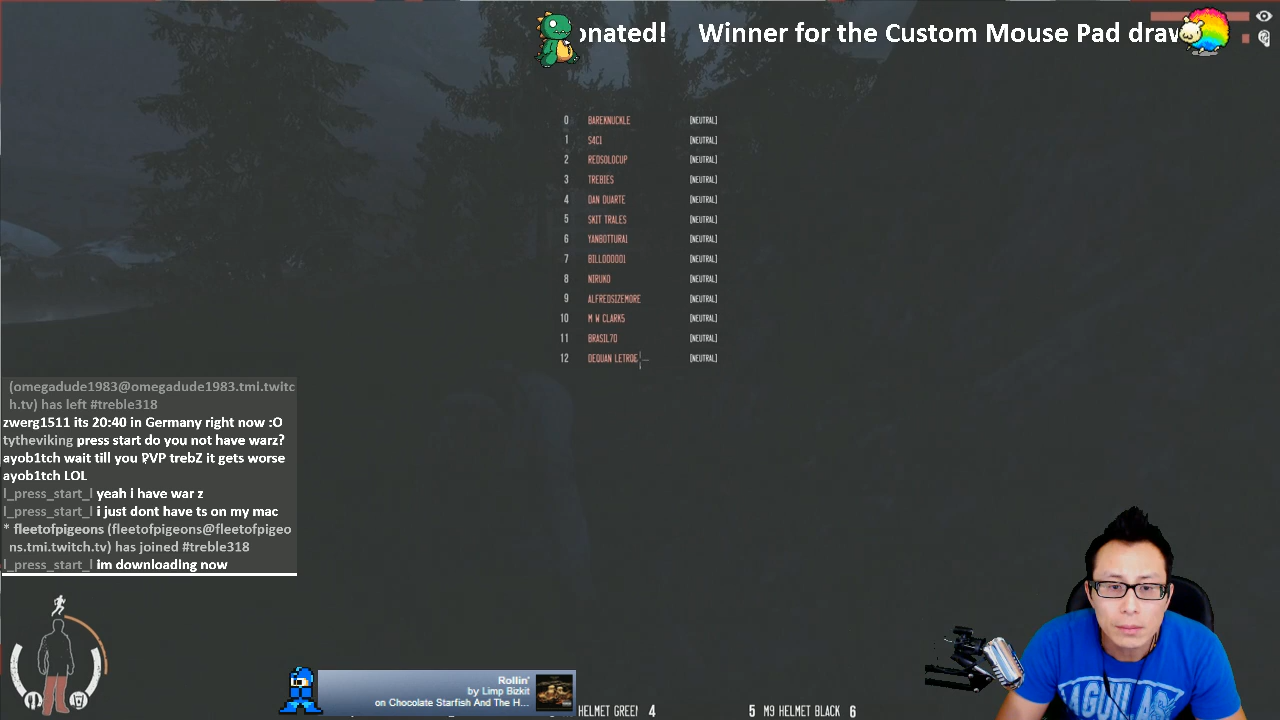 onated! Winner for the Custom Mouse Pad draw
0 BAREKNUCKLE [NEUTRAL]
1 S4CI [NEUTRAL]
2 REDSOLOCUP [NEUTRAL]
3 TREBIES [NEUTRAL]
4 DAN DUARTE [NEUTRAL]
5 SKIT TRALES [NEUTRAL]
6 YANBOTTURA1 [NEUTRAL]
7 BILLOOOOO1 [NEUTRAL]
8 NIRUKO [NEUTRAL]
9 ALFREDSIZEMORE [NEUTRAL]
10 M W CLARK5 [NEUTRAL]
11 BRASIL70 [NEUTRAL]
12 DEQUAN LETROE [NEUTRAL]
(omegadude1983@omegadude1983.tmi.twitc
h.tv) has left #treble318
zwerg1511 its 20:40 in Germany right now :O
tytheviking press start do you not have warz?
ayob1tch wait till you PVP trebZ it gets worse
ayob1tch LOL
l_press_start_l yeah i have war z
l_press_start_l i just dont have ts on my mac
* fleetofpigeons (fleetofpigeons@fleetofpigeo
ns.tmi.twitch.tv) has joined #treble318
l_press_start_l im downloading now
Rollin'
by Limp Bizkit
on Chocolate Starfish And The H...
HELMET GREEN 4 5 M9 HELMET BLACK 6